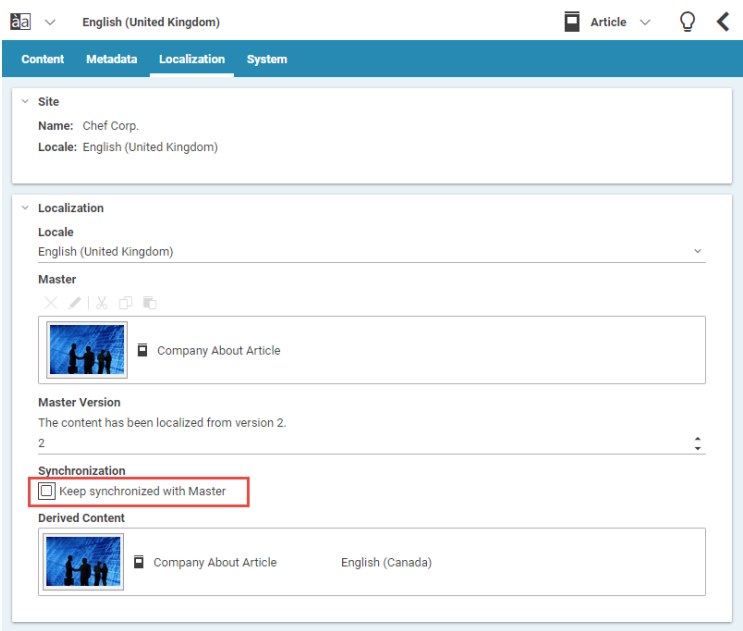 àa English (United Kingdom) Article
Content Metadata Localization System
Site
Name: Chef Corp.
Locale: English (United Kingdom)
Localization
Locale
English (United Kingdom)
Master
Company About Article
Master Version
The content has been localized from version 2.
2
Synchronization
Keep synchronized with Master
Derived Content
Company About Article English (Canada)